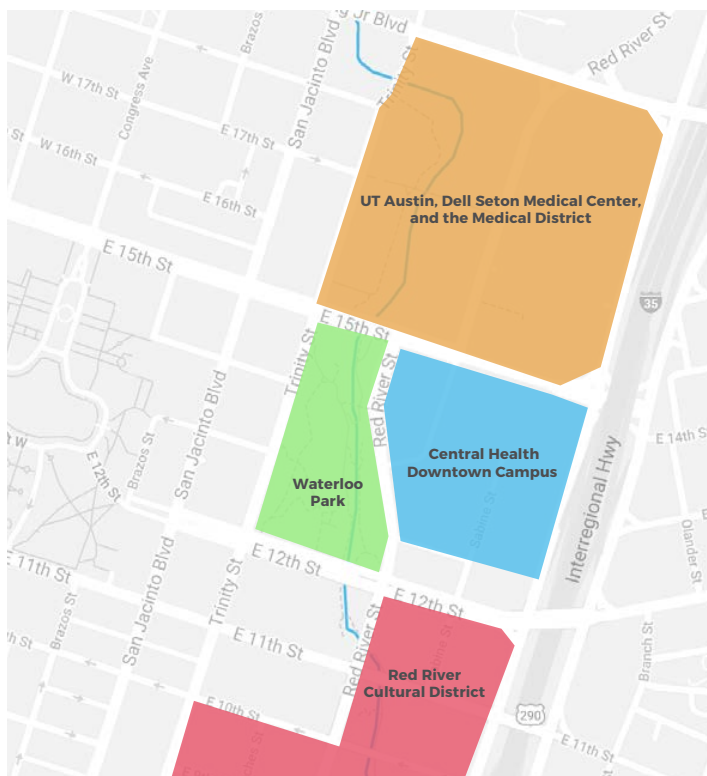 g Jr Blvd
Brazos
Red River St
W 17th St
Congress Ave
San Jacinto Blvd
Trinity St
E 17th St
W 16th St
E 16th St
UT Austin, Dell Seton Medical Center,
and the Medical District
E 15th St
35
E 15th St
Trinity St
Red River St
San Jacinto Blvd
Brazos St
E 12th St
Central Health
Downtown Campus
E 14th St
Waterloo
Park
Sabine St
Interregional Hwy
Olander St
E 12th St
E 11th St
Trinity St
San Jacinto Blvd
Brazos St
E 12th St
E 11th St
Red River St
Sabine St
Red River
Cultural District
Branch St
E 10th St
290
E 11th St